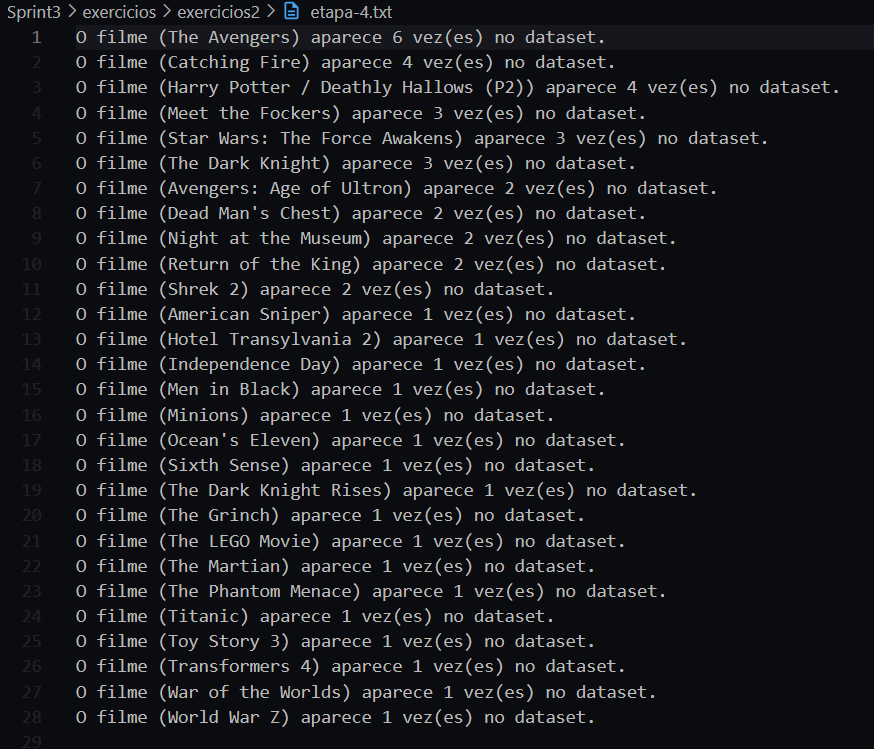 Sprint3 > exercicios > exercicios2 > etapa-4.txt
1 O filme (The Avengers) aparece 6 vez(es) no dataset.
2 O filme (Catching Fire) aparece 4 vez(es) no dataset.
3 O filme (Harry Potter / Deathly Hallows (P2)) aparece 4 vez(es) no dataset.
4 O filme (Meet the Fockers) aparece 3 vez(es) no dataset.
5 O filme (Star Wars: The Force Awakens) aparece 3 vez(es) no dataset.
6 O filme (The Dark Knight) aparece 3 vez(es) no dataset.
7 O filme (Avengers: Age of Ultron) aparece 2 vez(es) no dataset.
8 O filme (Dead Man's Chest) aparece 2 vez(es) no dataset.
9 O filme (Night at the Museum) aparece 2 vez(es) no dataset.
10 O filme (Return of the King) aparece 2 vez(es) no dataset.
11 O filme (Shrek 2) aparece 2 vez(es) no dataset.
12 O filme (American Sniper) aparece 1 vez(es) no dataset.
13 O filme (Hotel Transylvania 2) aparece 1 vez(es) no dataset.
14 O filme (Independence Day) aparece 1 vez(es) no dataset.
15 O filme (Men in Black) aparece 1 vez(es) no dataset.
16 O filme (Minions) aparece 1 vez(es) no dataset.
17 O filme (Ocean's Eleven) aparece 1 vez(es) no dataset.
18 O filme (Sixth Sense) aparece 1 vez(es) no dataset.
19 O filme (The Dark Knight Rises) aparece 1 vez(es) no dataset.
20 O filme (The Grinch) aparece 1 vez(es) no dataset.
21 O filme (The LEGO Movie) aparece 1 vez(es) no dataset.
22 O filme (The Martian) aparece 1 vez(es) no dataset.
23 O filme (The Phantom Menace) aparece 1 vez(es) no dataset.
24 O filme (Titanic) aparece 1 vez(es) no dataset.
25 O filme (Toy Story 3) aparece 1 vez(es) no dataset.
26 O filme (Transformers 4) aparece 1 vez(es) no dataset.
27 O filme (War of the Worlds) aparece 1 vez(es) no dataset.
28 O filme (World War Z) aparece 1 vez(es) no dataset.
29